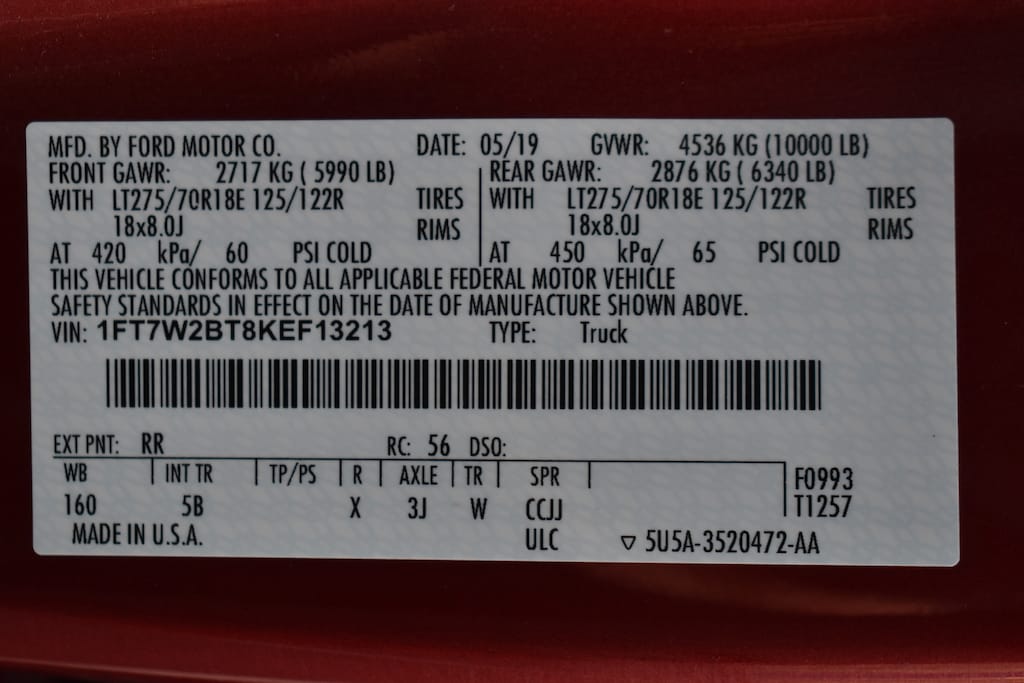 MFD. BY FORD MOTOR CO. DATE: 05/19 GVWR: 4536 KG (10000 LB)
FRONT GAWR: 2717 KG ( 5990 LB) REAR GAWR: 2876 KG ( 6340 LB)
WITH LT275/70R18E 125/122R TIRES WITH LT275/70R18E 125/122R TIRES
18x8.0J RIMS 18x8.0J RIMS
AT 420 kPa/ 60 PSI COLD AT 450 kPa/ 65 PSI COLD
THIS VEHICLE CONFORMS TO ALL APPLICABLE FEDERAL MOTOR VEHICLE
SAFETY STANDARDS IN EFFECT ON THE DATE OF MANUFACTURE SHOWN ABOVE.
VIN: 1FT7W2BT8KEF13213 TYPE: Truck
EXT PNT: RR RC: 56 DSO:
WB INT TR TP/PS R AXLE TR SPR F0993
160 5B X 3J W CCJJ T1257
MADE IN U.S.A. ULC ▽ 5U5A-3520472-AA